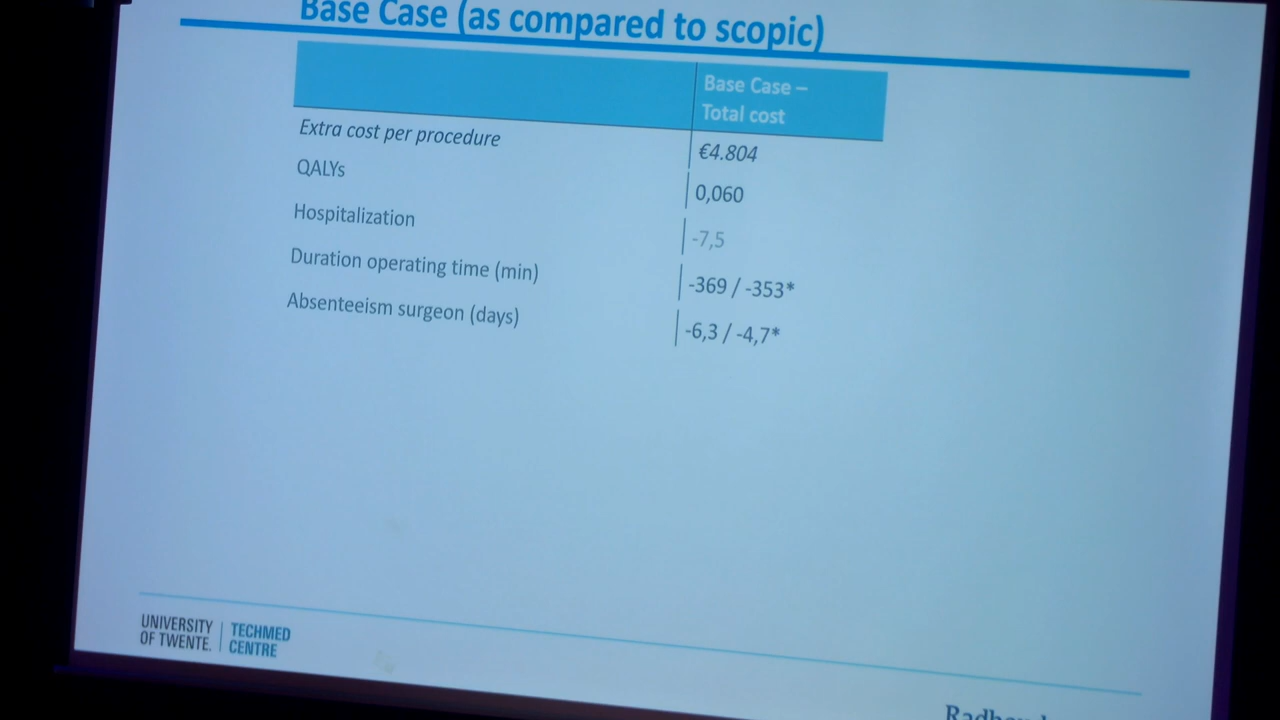 Base Case (as compared to scopic)
Base Case –
Total cost
Extra cost per procedure
€4.804
QALYs
0,060
Hospitalization
-7,5
Duration operating time (min)
-369 / -353*
Absenteeism surgeon (days)
-6,3 / -4,7*
UNIVERSITY
OF TWENTE.
TECHMED
CENTRE